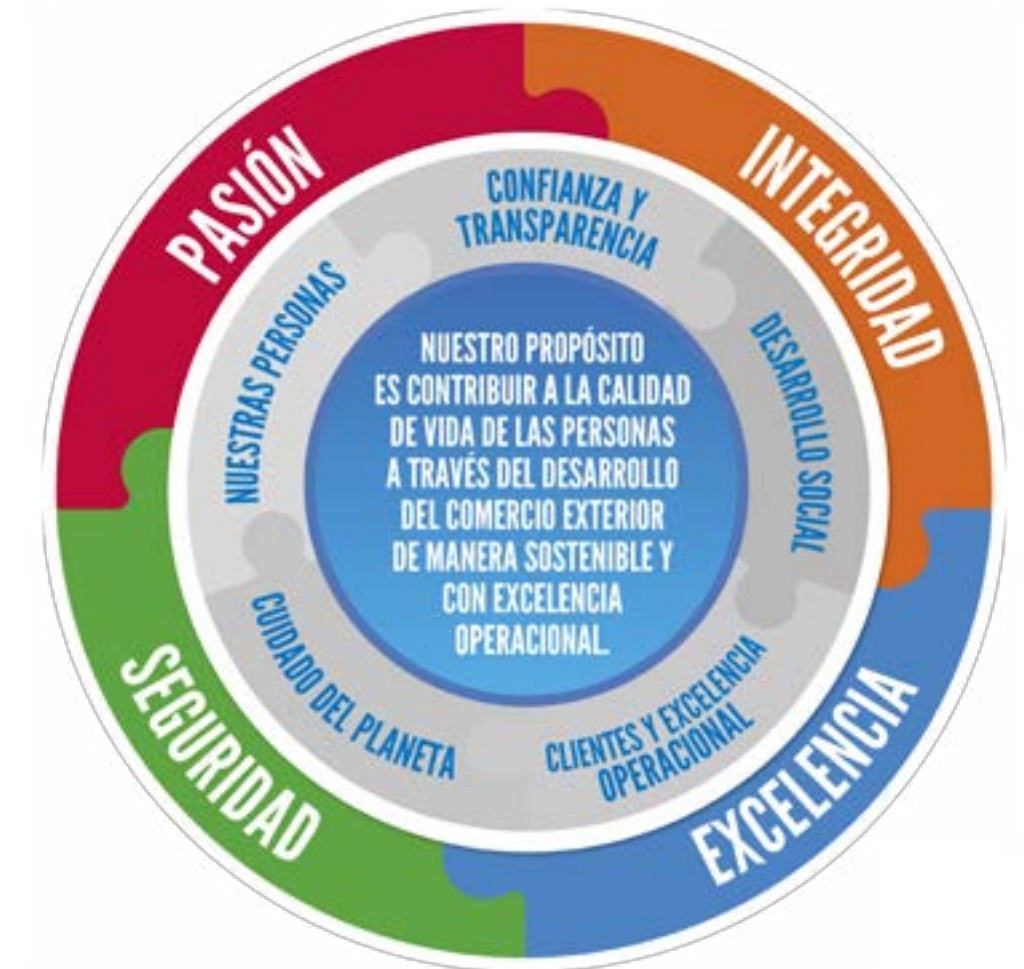 PASIÓN
INTEGRIDAD
CONFIANZA Y
TRANSPARENCIA
NUESTRAS PERSONAS
DESARROLLO SOCIAL
NUESTRO PROPÓSITO
ES CONTRIBUIR A LA CALIDAD
DE VIDA DE LAS PERSONAS
A TRAVÉS DEL DESARROLLO
DEL COMERCIO EXTERIOR
DE MANERA SOSTENIBLE Y
CON EXCELENCIA
OPERACIONAL.
CUIDADO DEL PLANETA
CLIENTES Y EXCELENCIA
OPERACIONAL
SEGURIDAD
EXCELENCIA